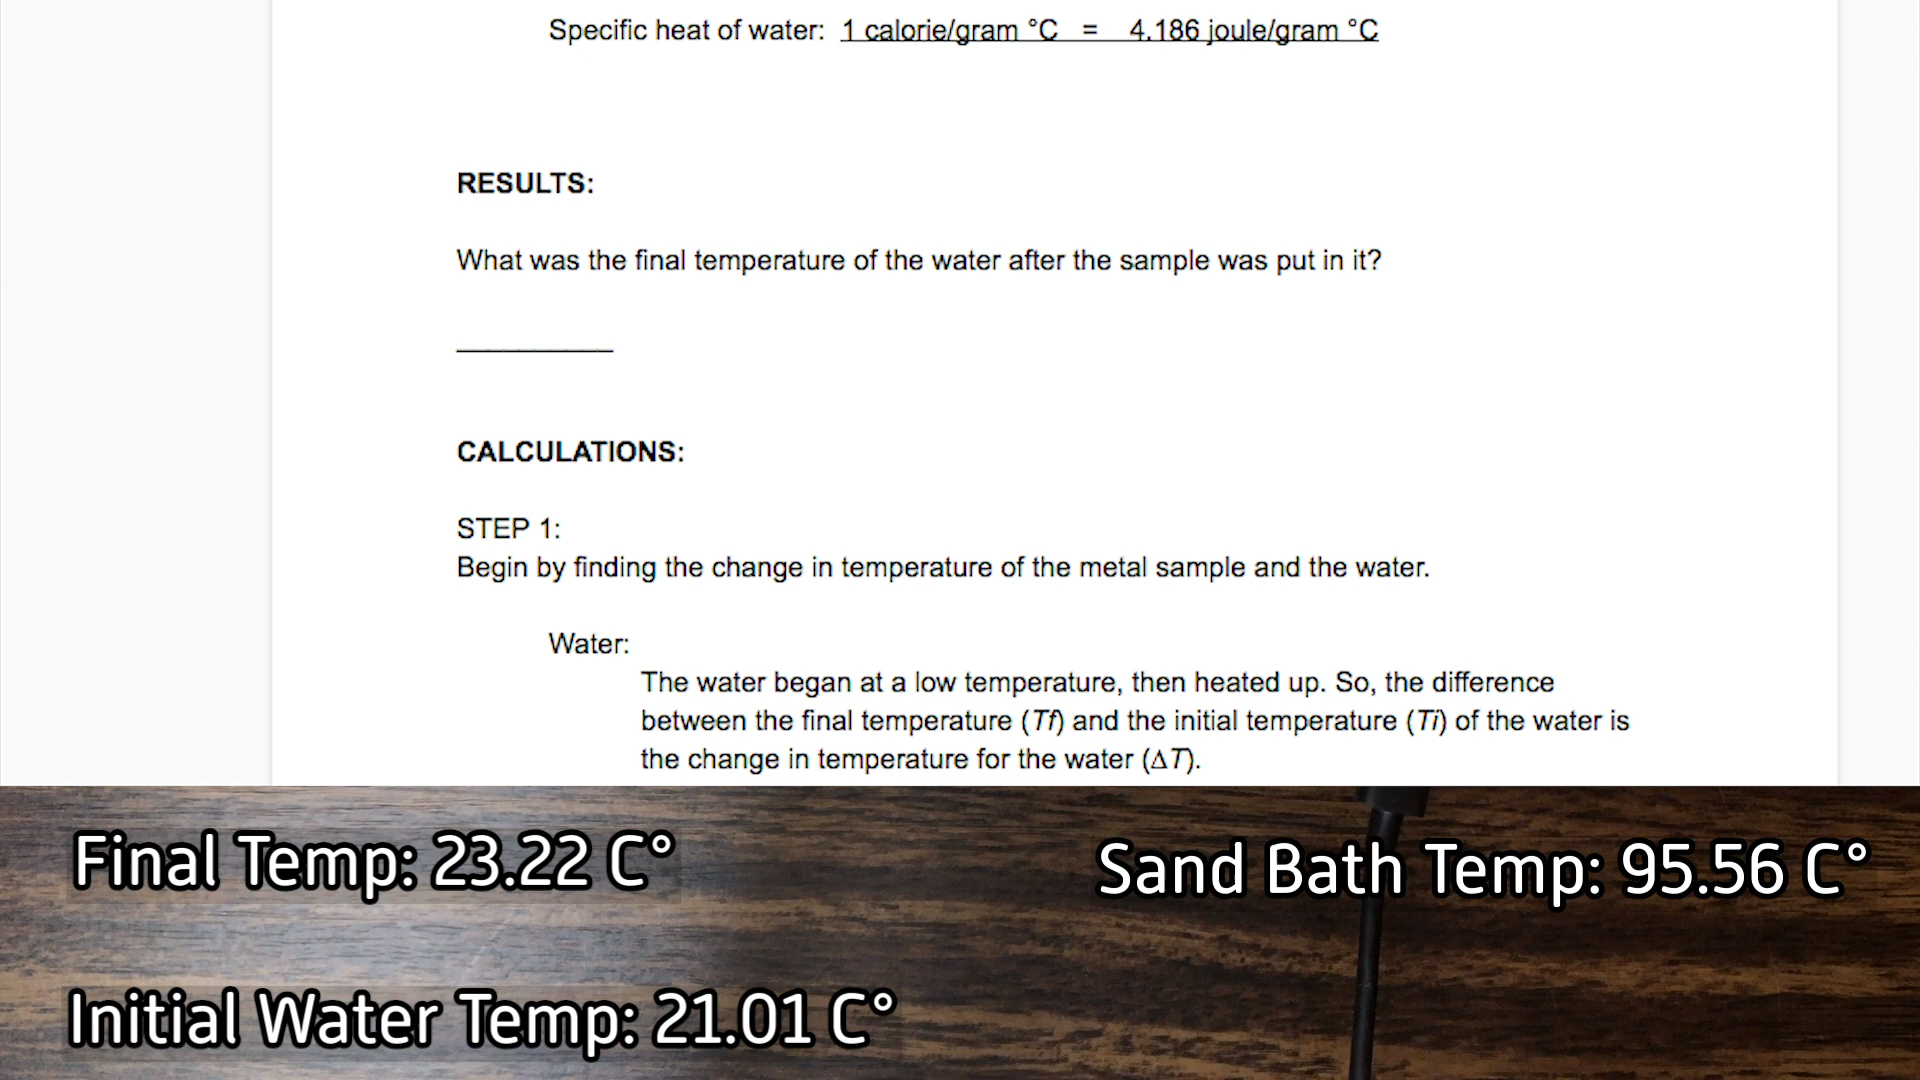 Specific heat of water: 1 calorie/gram °C = 4.186 joule/gram °C
RESULTS:
What was the final temperature of the water after the sample was put in it?
__________
CALCULATIONS:
STEP 1:
Begin by finding the change in temperature of the metal sample and the water.
Water:
The water began at a low temperature, then heated up. So, the difference
between the final temperature (Tf) and the initial temperature (Ti) of the water is
the change in temperature for the water (ΔT).
Final Temp: 23.22 C°
Sand Bath Temp: 95.56 C°
Initial Water Temp: 21.01 C°